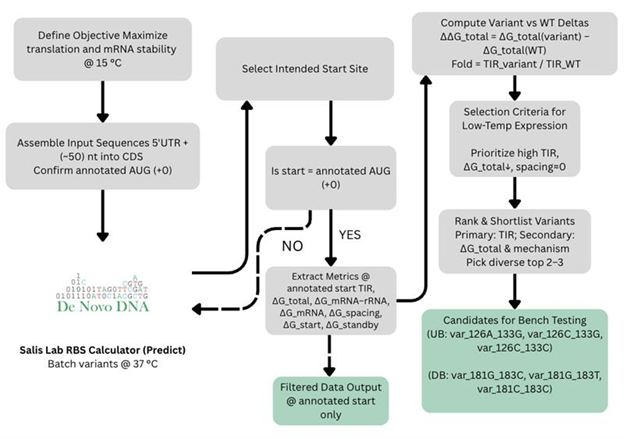 Define Objective Maximize
translation and mRNA stability
@ 15 °C
Assemble Input Sequences 5'UTR +
(~50) nt into CDS
Confirm annotated AUG (+0)
De Novo DNA
Salis Lab RBS Calculator (Predict)
Batch variants @ 37 °C
Select Intended Start Site
Is start = annotated AUG
(+0)
NO
YES
Extract Metrics @
annotated start TIR,
ΔG_total, ΔG_mRNA–rRNA,
ΔG_mRNA, ΔG_spacing,
ΔG_start, ΔG_standby
Filtered Data Output
@ annotated start
only
Compute Variant vs WT Deltas
ΔΔG_total = ΔG_total(variant) −
ΔG_total(WT)
Fold = TIR_variant / TIR_WT
Selection Criteria for
Low-Temp Expression
Prioritize high TIR,
ΔG_total↓, spacing≈0
Rank & Shortlist Variants
Primary: TIR; Secondary:
ΔG_total & mechanism
Pick diverse top 2–3
Candidates for Bench Testing
(UB: var_126A_133G, var_126C_133G,
var_126C_133C)
(DB: var_181G_183C, var_181G_183T,
var_181C_183C)